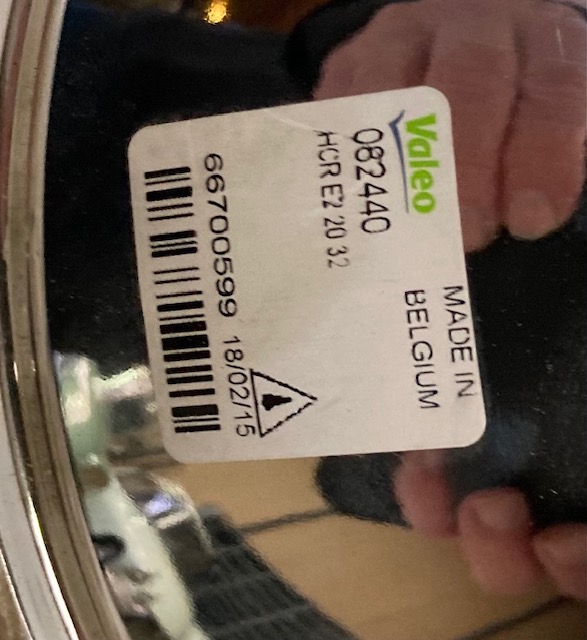 Valeo
082440
HCR E2 20 32
MADE IN
BELGIUM
66700599 18/02/15